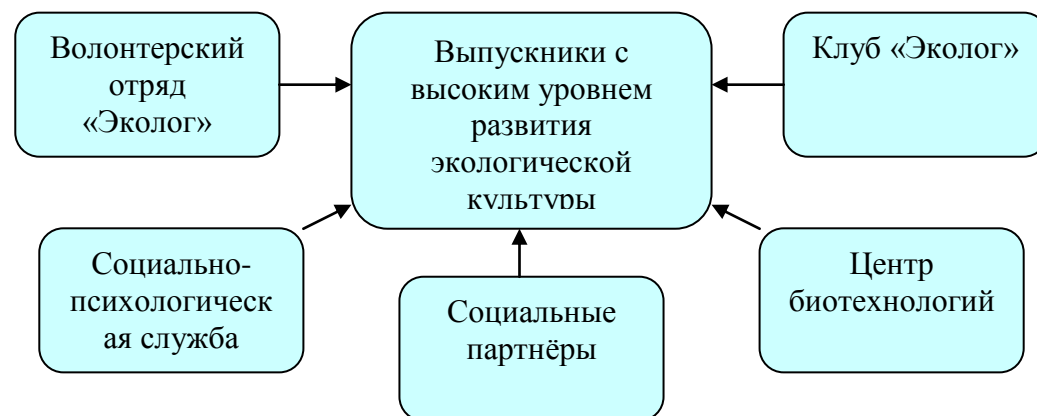 Волонтерский
отряд
«Эколог»
Выпускники с
высоким уровнем
развития
экологической
культуры
Клуб «Эколог»
Социально-
психологическ
ая служба
Социальные
партнёры
Центр
биотехнологий